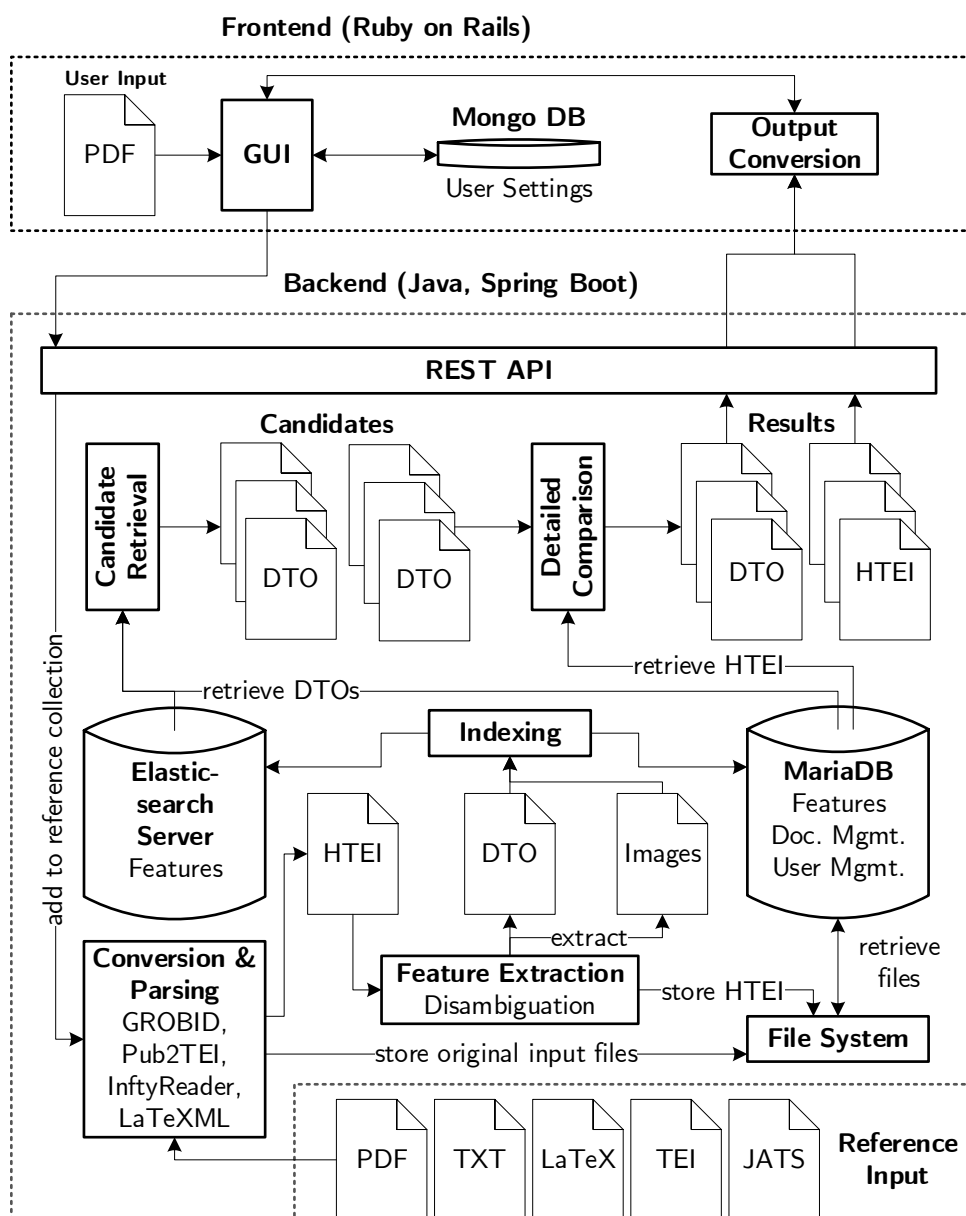 Frontend (Ruby on Rails)
User Input
PDF
GUI
Mongo DB
User Settings
Output
Conversion
Backend (Java, Spring Boot)
REST API
Candidates
Results
Candidate
Retrieval
DTO
DTO
Detailed
Comparison
DTO
HTEI
add to reference collection
retrieve HTEI
retrieve DTOs
Elastic-
search
Server
Features
Indexing
MariaDB
Features
Doc. Mgmt.
User Mgmt.
HTEI
DTO
Images
extract
retrieve
files
Conversion &
Parsing
GROBID,
Pub2TEI,
InftyReader,
LaTeXML
Feature Extraction
Disambiguation
store HTEI
File System
store original input files
PDF
TXT
LaTeX
TEI
JATS
Reference
Input